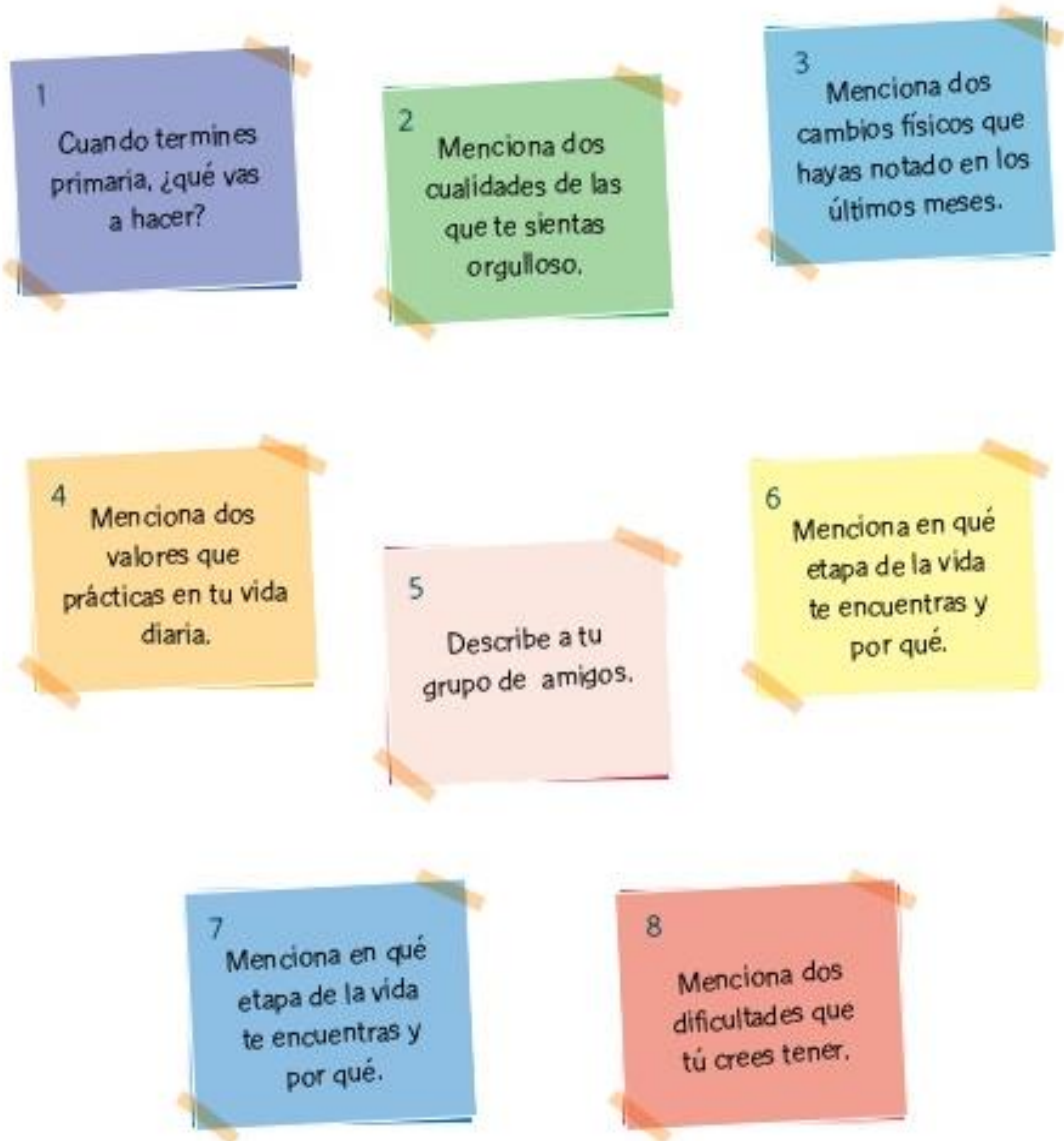 1
Cuando termines
primaria, ¿qué vas
a hacer?
2
Menciona dos
cualidades de las
que te sientas
orgulloso.
3
Menciona dos
cambios físicos que
hayas notado en los
últimos meses.
4
Menciona dos
valores que
prácticas en tu vida
diaria.
5
Describe a tu
grupo de amigos.
6
Menciona en qué
etapa de la vida
te encuentras y
por qué.
7
Menciona en qué
etapa de la vida
te encuentras y
por qué.
8
Menciona dos
dificultades que
tú crees tener.